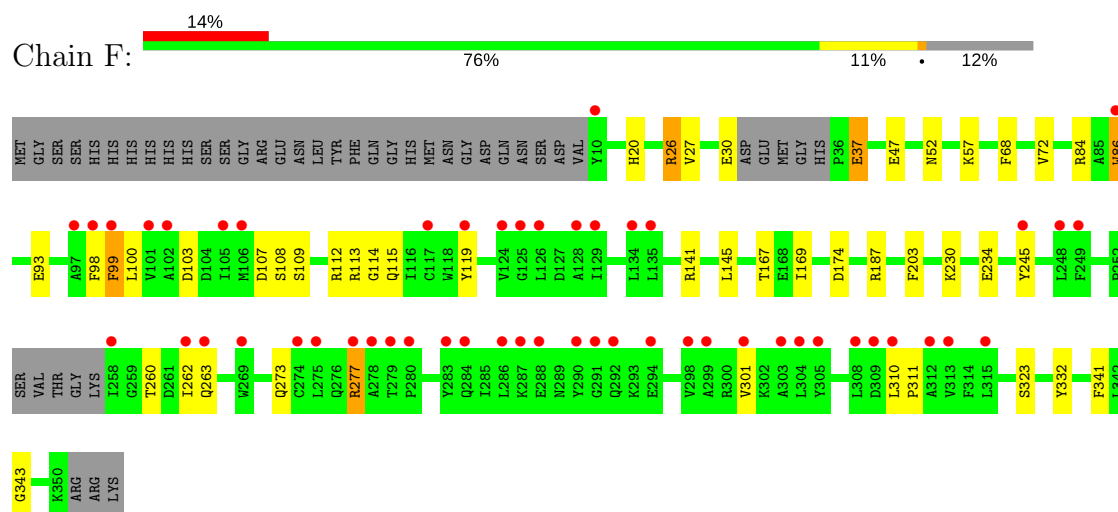 14%
Chain F:
76% 11% • 12%
MET GLY SER SER HIS HIS HIS HIS HIS HIS SER SER GLY ARG GLU ASN LEU TYR PHE GLN GLY HIS MET ASN GLY ASP GLN ASN SER ASP VAL Y10 H20 R26 V27 E30 ASP GLU MET GLY HIS P36 E37 E47 N52 K57 F68 V72 R84 A85 W86
E93 A97 F98 F99 L100 V101 A102 D103 D104 I105 M106 D107 S108 S109 R112 R113 G114 Q115 I116 C117 W118 Y119 V124 G125 L126 D127 A128 I129 L134 L135 R141 L145 T167 E168 I169 D174 R187 F203 K230 E234 Y245 L248 F249
SER VAL THR GLY LYS I258 G259 T260 D261 I262 Q263 W269 Q273 C274 L275 Q276 R277 A278 T279 P280 Y283 Q284 I285 L286 K287 E288 N289 Y290 G291 Q292 K293 E294 V298 A299 R300 V301 K302 A303 L304 Y305 L308 D309 L310 P311 A312 V313 F314 L315 S323 Y332 F341 L342
G343 K350 ARG ARG LYS